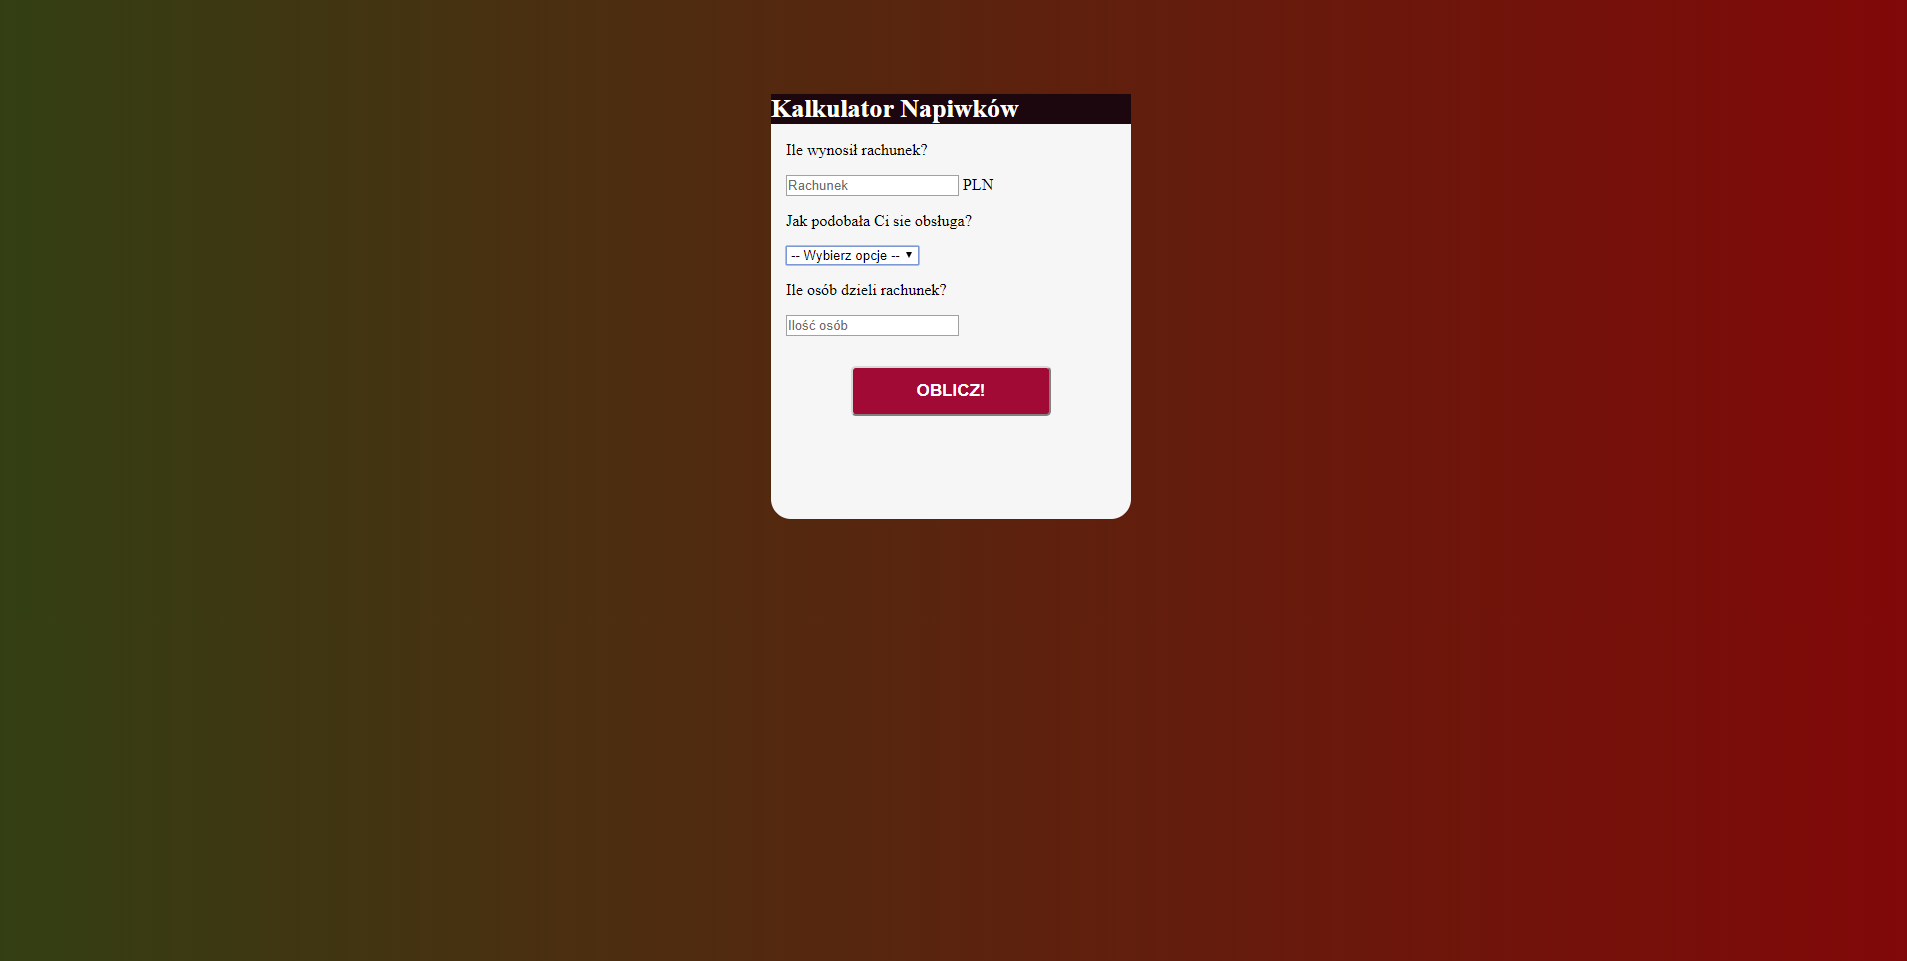 Kalkulator Napiwków
Ile wynosił rachunek?
Rachunek PLN
Jak podobała Ci sie obsługa?
-- Wybierz opcje --
Ile osób dzieli rachunek?
Ilość osób
OBLICZ!